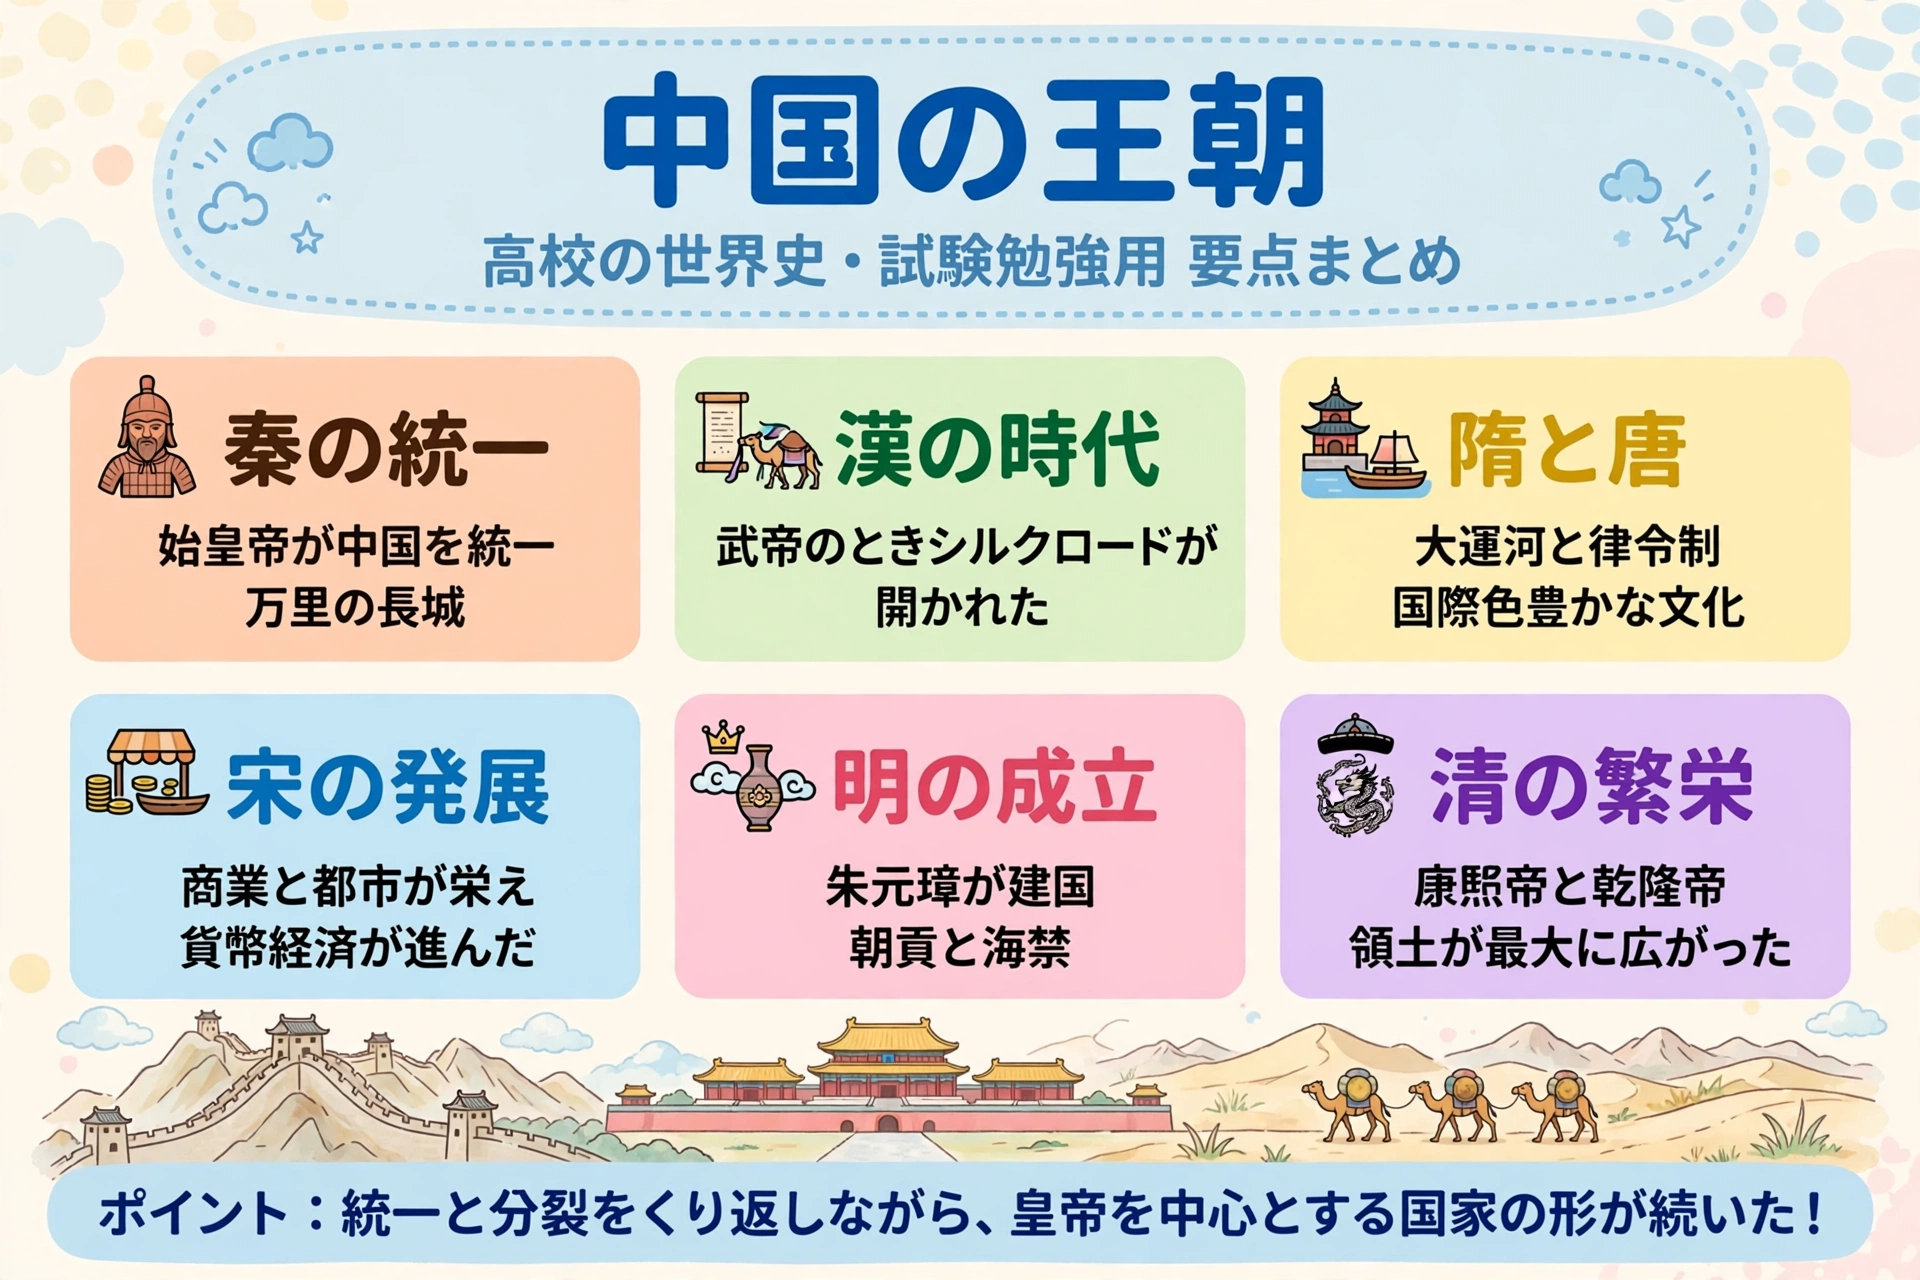 中国の王朝
高校の世界史・試験勉強用 要点まとめ
秦の統一
始皇帝が中国を統一
万里の長城
漢の時代
武帝のときシルクロードが
開かれた
隋と唐
大運河と律令制
国際色豊かな文化
宋の発展
商業と都市が栄え
貨幣経済が進んだ
明の成立
朱元璋が建国
朝貢と海禁
清の繁栄
康熙帝と乾隆帝
領土が最大に広がった
ポイント：統一と分裂をくり返しながら、皇帝を中心とする国家の形が続いた！